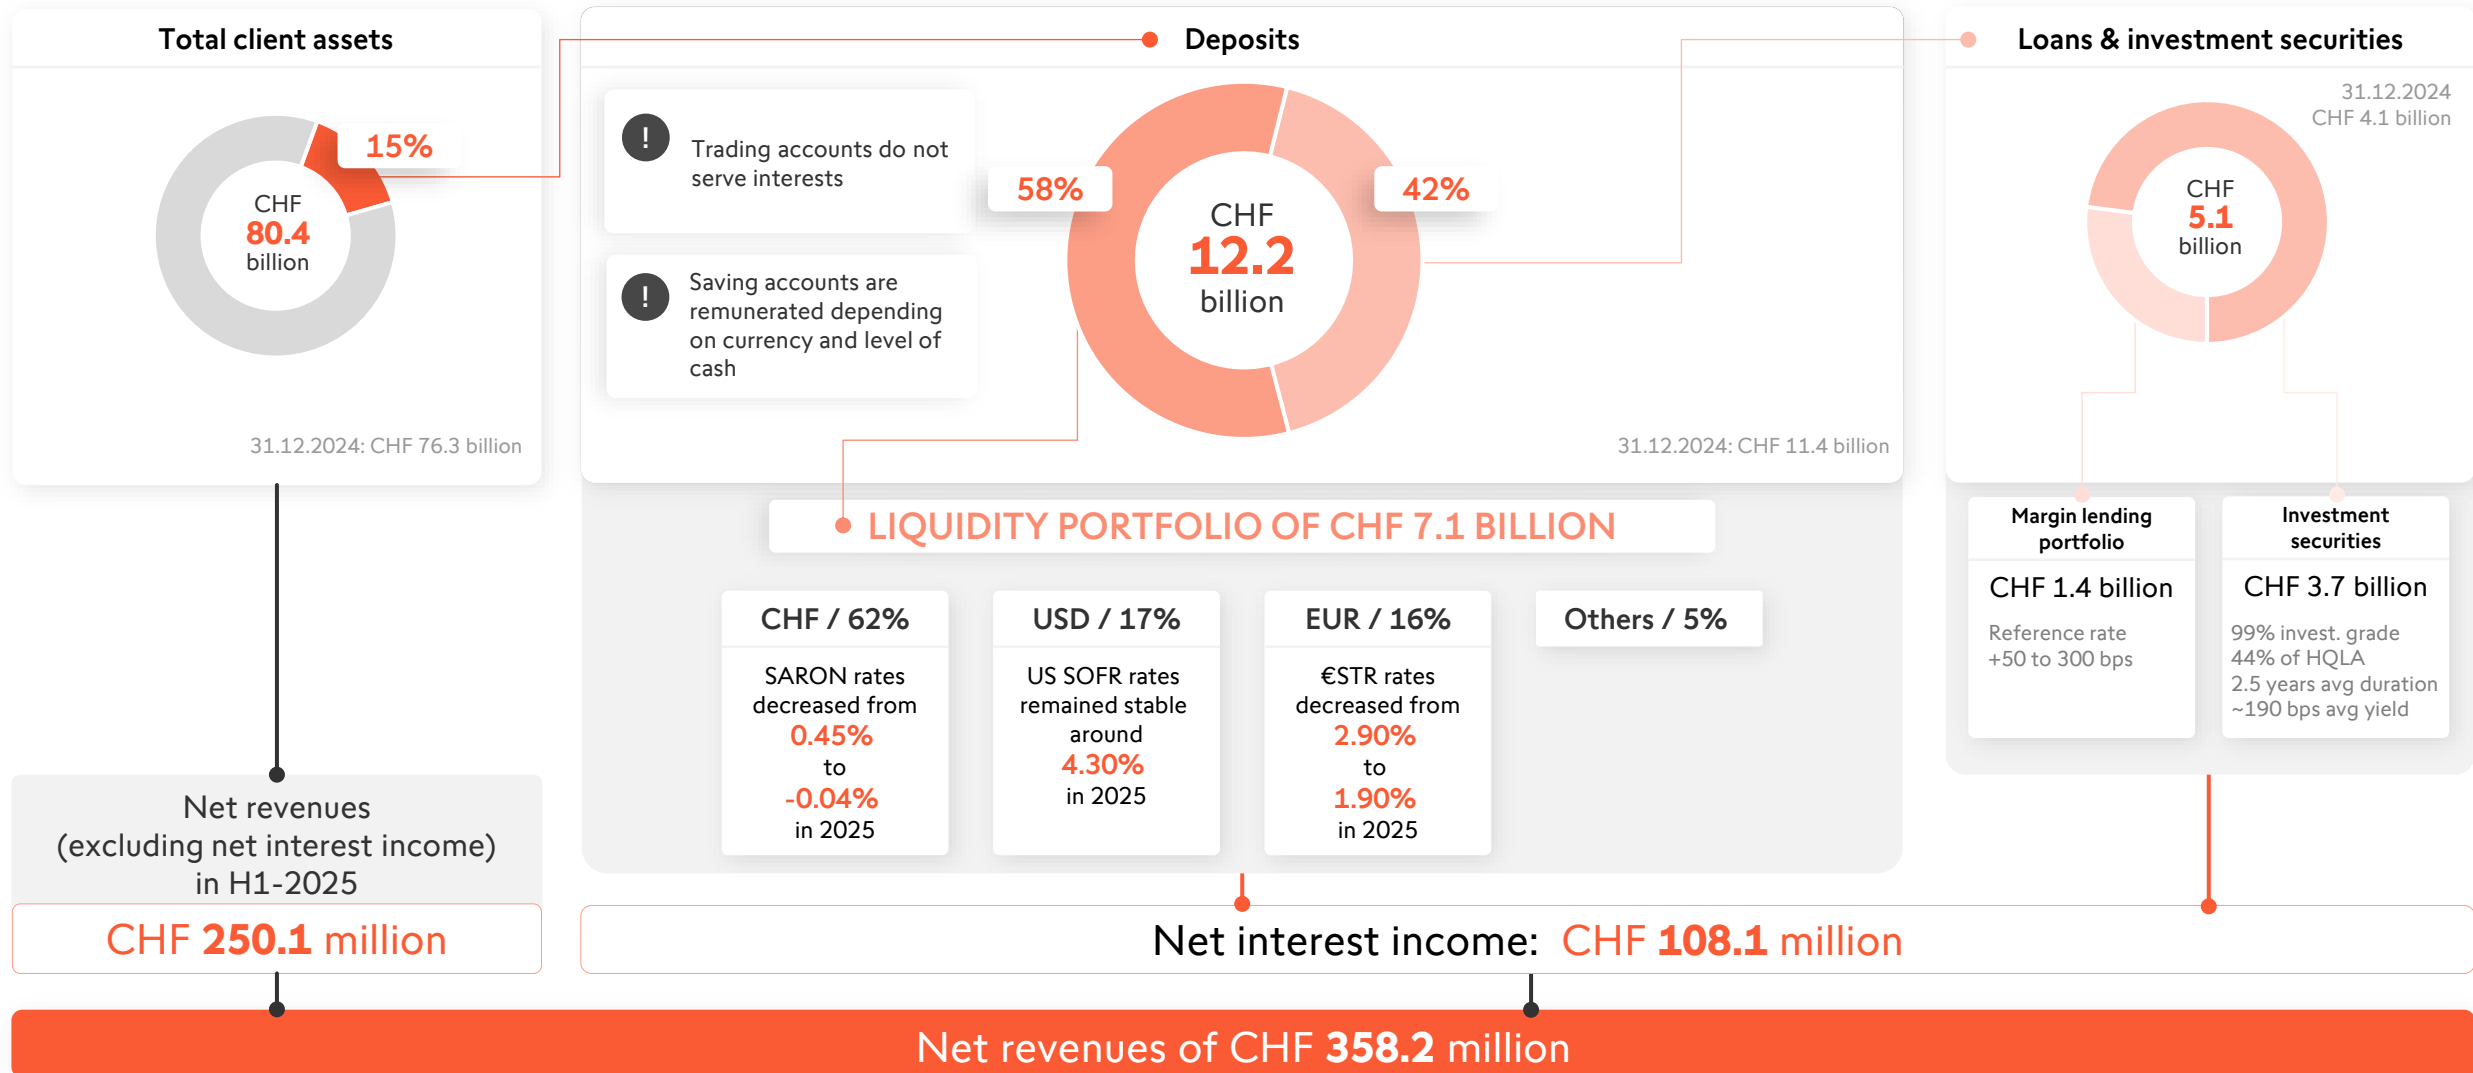 Total client assets
15%
CHF
80.4
billion
31.12.2024: CHF 76.3 billion
Deposits
!
Trading accounts do not
serve interests
!
Saving accounts are
remunerated depending
on currency and level of
cash
58%
42%
CHF
12.2
billion
31.12.2024: CHF 11.4 billion
Loans & investment securities
31.12.2024
CHF 4.1 billion
CHF
5.1
billion
LIQUIDITY PORTFOLIO OF CHF 7.1 BILLION
CHF / 62%
SARON rates
decreased from
0.45%
to
-0.04%
in 2025
USD / 17%
US SOFR rates
remained stable
around
4.30%
in 2025
EUR / 16%
€STR rates
decreased from
2.90%
to
1.90%
in 2025
Others / 5%
Margin lending
portfolio
CHF 1.4 billion
Reference rate
+50 to 300 bps
Investment
securities
CHF 3.7 billion
99% invest. grade
44% of HQLA
2.5 years avg duration
~190 bps avg yield
Net revenues
(excluding net interest income)
in H1-2025
CHF 250.1 million
Net interest income: CHF 108.1 million
Net revenues of CHF 358.2 million